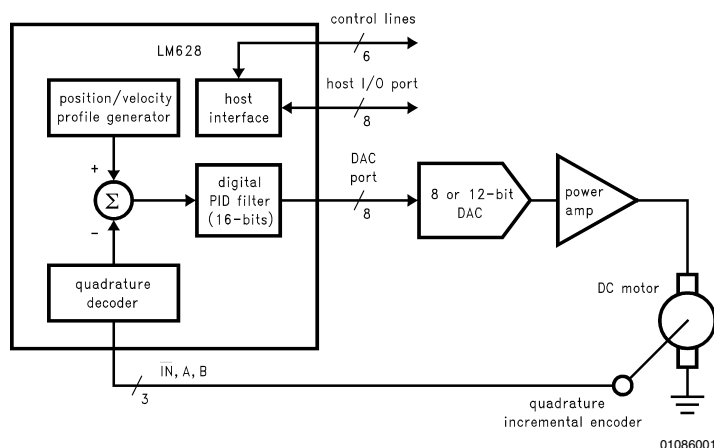 control lines
6
LM628
host I/O port
8
position/velocity
profile generator
host
interface
+
Σ
−
digital
PID filter
(16-bits)
DAC
port
8
8 or 12-bit
DAC
power
amp
quadrature
decoder
DC motor
I̅N̅, A, B
3
quadrature
incremental encoder
01086001